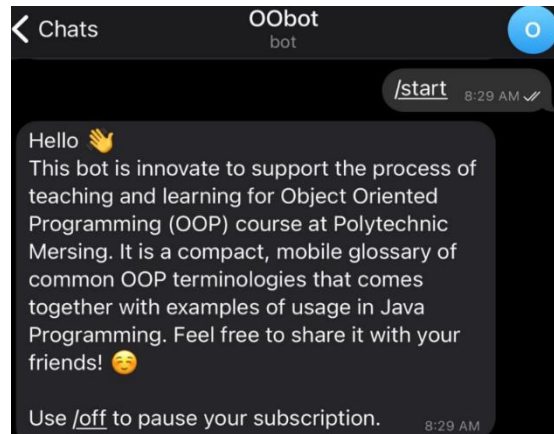 Chats
OObot
bot
O
/start 8:29 AM
Hello 👋
This bot is innovate to support the process of
teaching and learning for Object Oriented
Programming (OOP) course at Polytechnic
Mersing. It is a compact, mobile glossary of
common OOP terminologies that comes
together with examples of usage in Java
Programming. Feel free to share it with your
friends! ☺️
Use /off to pause your subscription. 8:29 AM